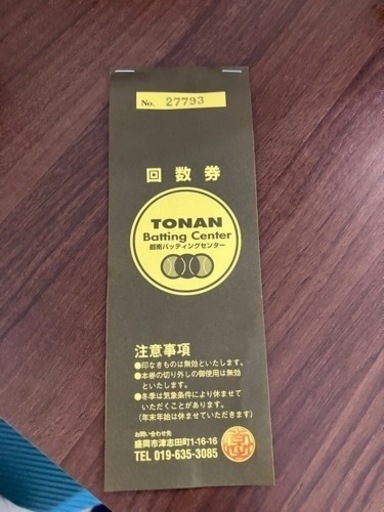 No. 27793
回数券
TONAN
Batting Center
都南バッティングセンター
注意事項
●印なきものは無効といたします。
●本券の切り外しの御使用は無効
といたします。
●冬季は気象条件により休ませて
いただくことがあります。
(年末年始は休ませていただきます)
お問い合わせ先
盛岡市津志田町1-16-16
TEL 019-635-3085